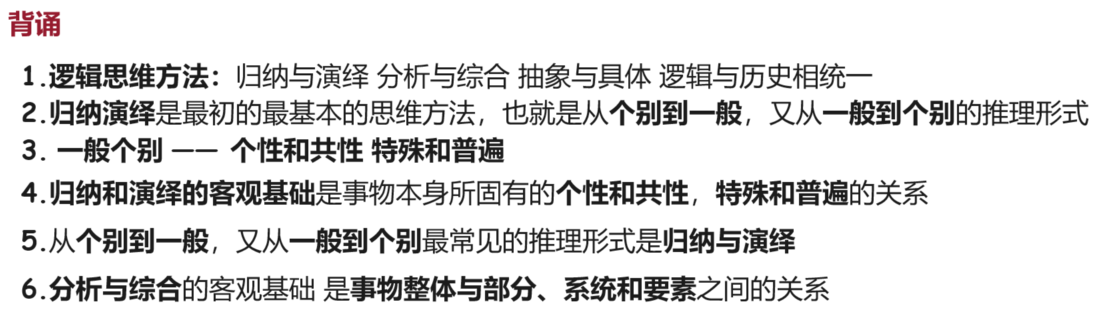 背诵
1.逻辑思维方法：归纳与演绎 分析与综合 抽象与具体 逻辑与历史相统一
2.归纳演绎是最初的最基本的思维方法，也就是从个别到一般，又从一般到个别的推理形式
3. 一般个别 —— 个性和共性 特殊和普遍
4.归纳和演绎的客观基础是事物本身所固有的个性和共性，特殊和普遍的关系
5.从个别到一般，又从一般到个别最常见的推理形式是归纳与演绎
6.分析与综合的客观基础 是事物整体与部分、系统和要素之间的关系